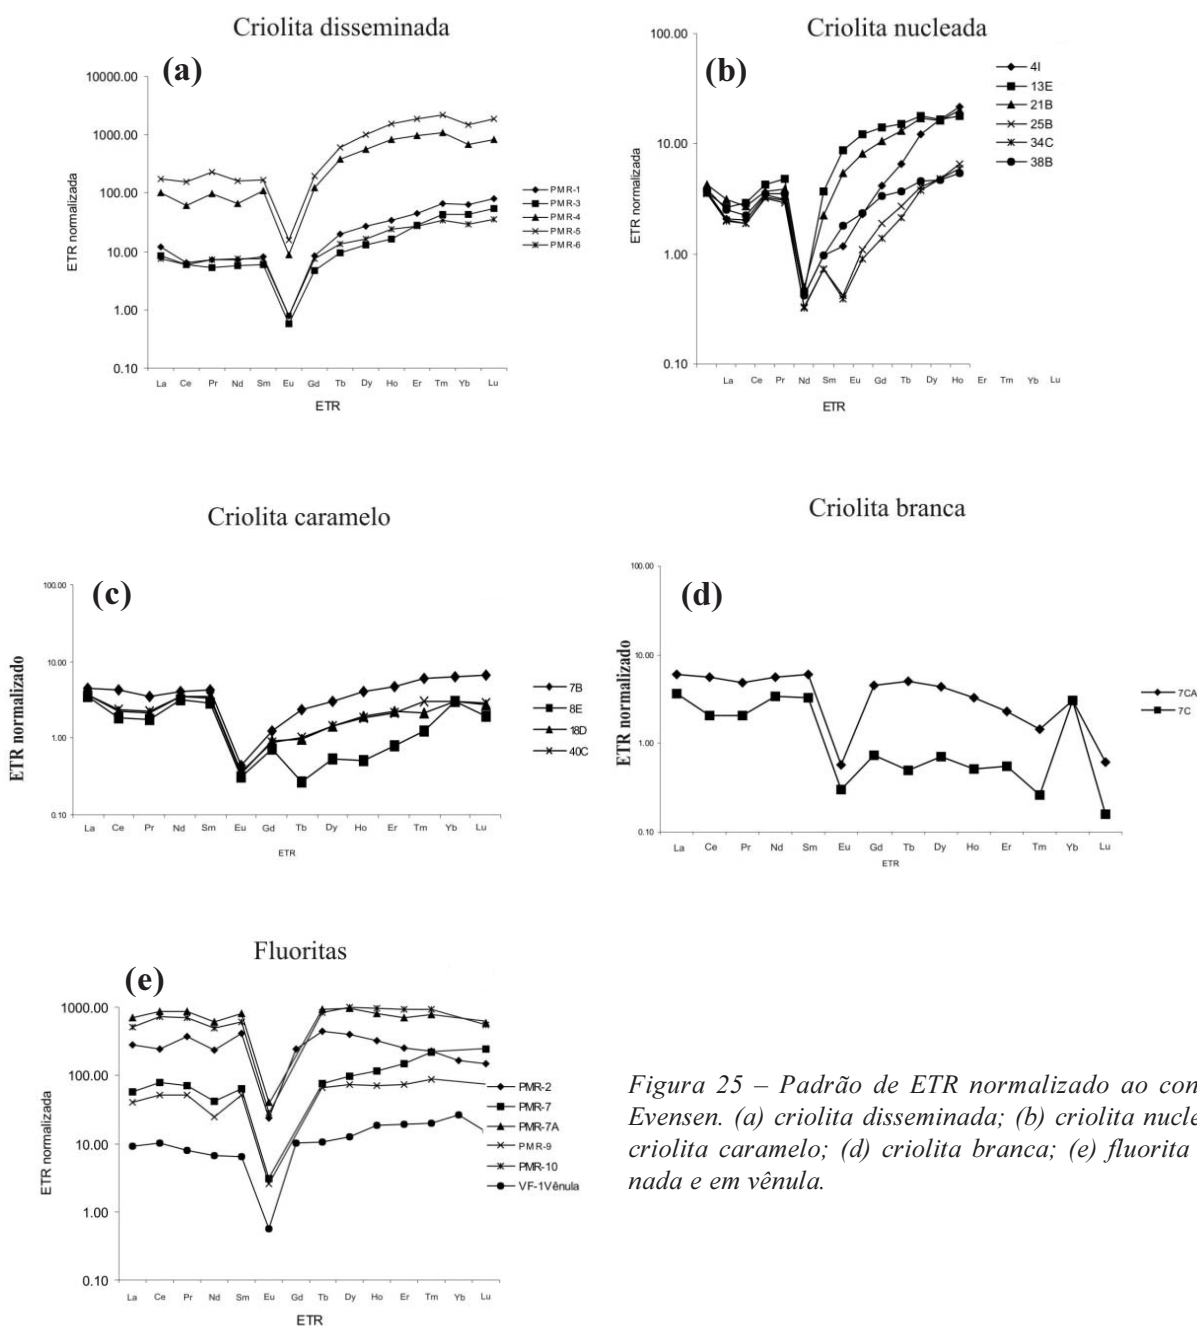 Criolita disseminada
(a)
10000.00
1000.00
100.00
10.00
1.00
0.10
ETR normalizada
La Ce Pr Nd Sm Eu Gd Tb Dy Ho Er Tm Yb Lu
ETR
PMR-1
PMR-3
PMR-4
PMR-5
PMR-6
Criolita nucleada
(b)
100.00
10.00
1.00
0.10
ETR normalizada
La Ce Pr Nd Sm Eu Gd Tb Dy Ho Er Tm Yb Lu
ETR
4I
13E
21B
25B
34C
38B
Criolita caramelo
(c)
100.00
10.00
1.00
0.10
ETR normalizado
La Ce Pr Nd Sm Eu Gd Tb Dy Ho Er Tm Yb Lu
ETR
7B
8E
18D
40C
Criolita branca
(d)
100.00
10.00
1.00
0.10
ETR normalizado
La Ce Pr Nd Sm Eu Gd Tb Dy Ho Er Tm Yb Lu
ETR
7CA
7C
Fluoritas
(e)
1000.00
100.00
10.00
1.00
0.10
ETR normalizada
La Ce Pr Nd Sm Eu Gd Tb Dy Ho Er Tm Yb Lu
ETR
PMR-2
PMR-7
PMR-7A
PMR-9
PMR-10
VF-1Vênula
Figura 25 – Padrão de ETR normalizado ao con
Evensen. (a) criolita disseminada; (b) criolita nucle
criolita caramelo; (d) criolita branca; (e) fluorita
nada e em vênula.